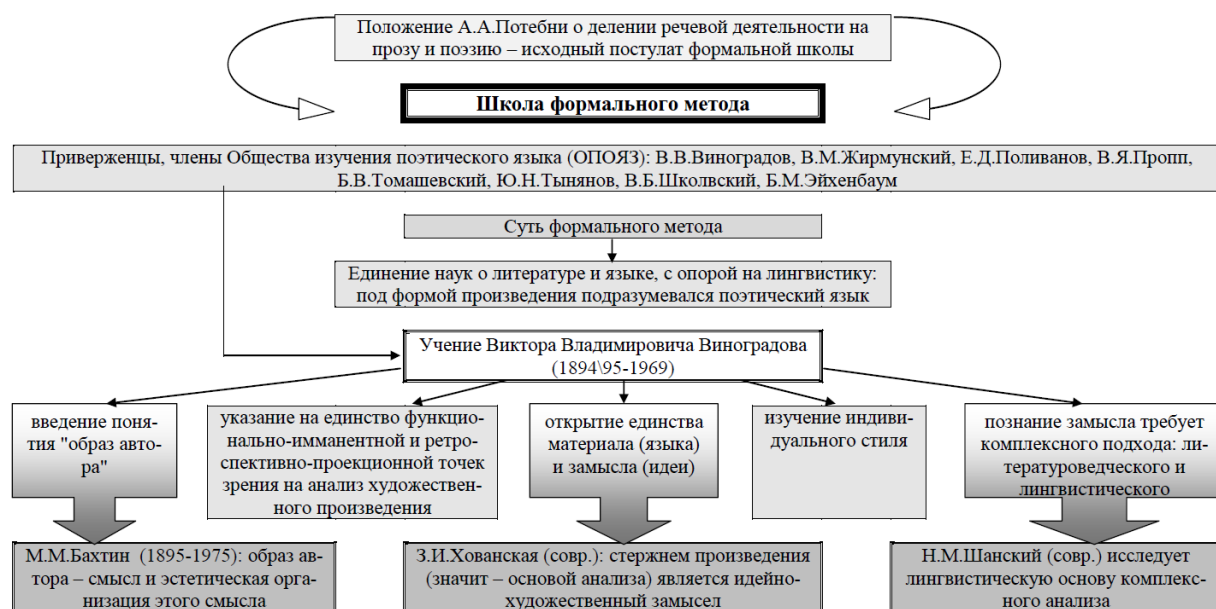 Положение А.А.Потебни о делении речевой деятельности на
прозу и поэзию – исходный постулат формальной школы
Школа формального метода
Приверженцы, члены Общества изучения поэтического языка (ОПОЯЗ): В.В.Виноградов, В.М.Жирмунский, Е.Д.Поливанов, В.Я.Пропп,
Б.В.Томашевский, Ю.Н.Тынянов, В.Б.Школвский, Б.М.Эйхенбаум
Суть формального метода
Единение наук о литературе и языке, с опорой на лингвистику:
под формой произведения подразумевался поэтический язык
Учение Виктора Владимировича Виноградова
(1894\95-1969)
введение поня-
тия "образ авто-
ра"
указание на единство функцио-
нально-имманентной и ретро-
спективно-проекционной точек
зрения на анализ художествен-
ного произведения
открытие единства
материала (языка)
и замысла (идеи)
изучение индиви-
дуального стиля
познание замысла требует
комплексного подхода: ли-
тературоведческого и
лингвистического
М.М.Бахтин (1895-1975): образ ав-
тора – смысл и эстетическая орга-
низация этого смысла
З.И.Хованская (совр.): стержнем произведения
(значит – основой анализа) является идейно-
художественный замысел
Н.М.Шанский (совр.) исследует
лингвистическую основу комплекс-
ного анализа